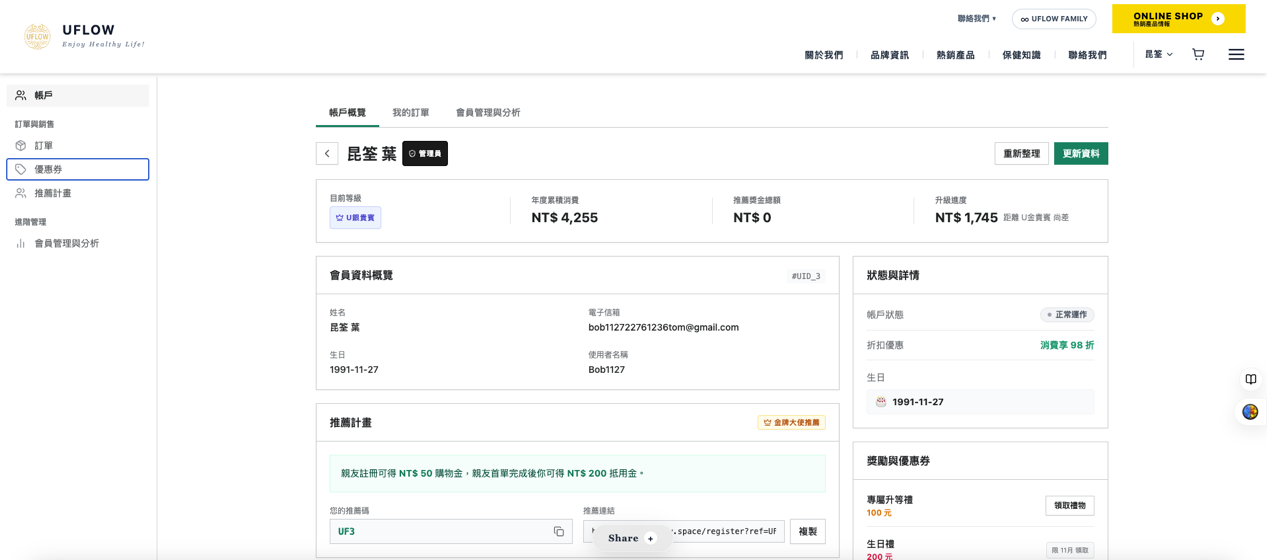 UFLOW
UFLOW
Enjoy Healthy Life!
聯絡我們 ▾
∞ UFLOW FAMILY
ONLINE SHOP
熱銷產品情報
關於我們
品牌資訊
熱銷產品
保健知識
聯絡我們
昆筌
帳戶
訂單與銷售
訂單
優惠券
推薦計畫
進階管理
會員管理與分析
帳戶概覽
我的訂單
會員管理與分析
昆筌 葉
管理員
重新整理
更新資料
目前等級
U銀貴賓
年度累積消費
NT$ 4,255
推薦獎金總額
NT$ 0
升級進度
NT$ 1,745 距離 U金貴賓 尚差
會員資料概覽
#UID_3
姓名
昆筌 葉
電子信箱
bob112722761236tom@gmail.com
生日
1991-11-27
使用者名稱
Bob1127
狀態與詳情
帳戶狀態
正常運作
折扣優惠
消費享 98 折
生日
1991-11-27
推薦計畫
金牌大使推薦
親友註冊可得 NT$ 50 購物金，親友首單完成後你可得 NT$ 200 抵用金。
您的推薦碼
UF3
推薦連結
.space/register?ref=UF
複製
Share +
獎勵與優惠券
專屬升等禮
100 元
領取禮物
生日禮
200 元
限 11月 領取